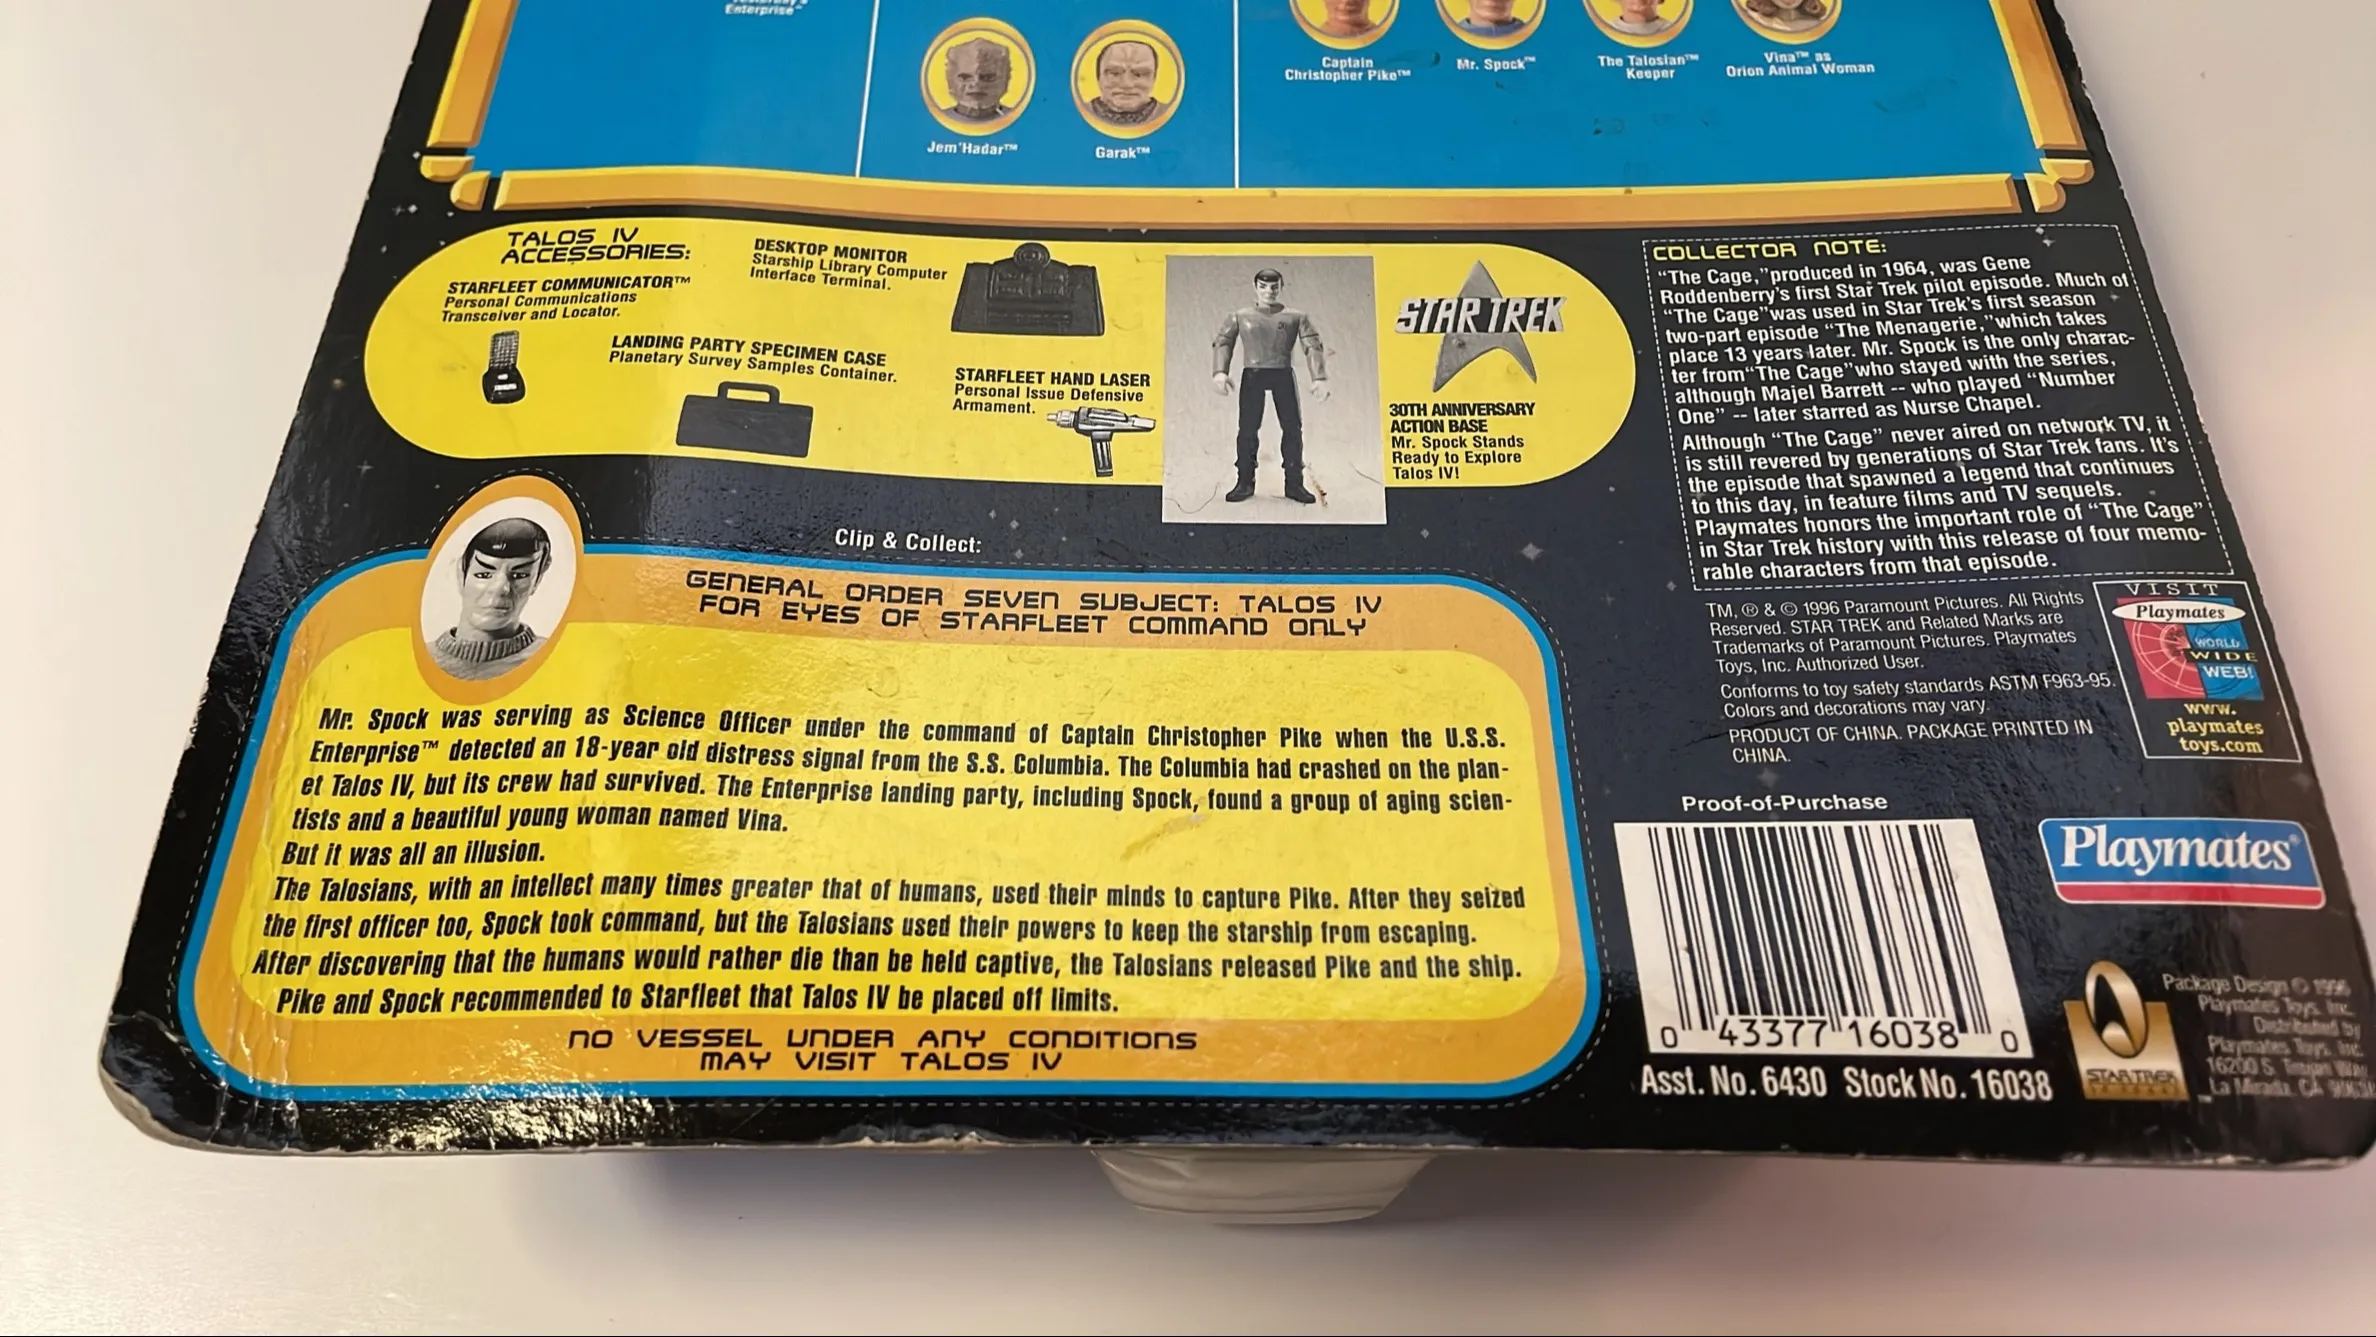 Enterprise™
Jem'Hadar™
Garak™
Captain
Christopher Pike™
Mr. Spock™
The Talosian™
Keeper
Vina™ as
Orion Animal Woman
TALOS IV
ACCESSORIES:
STARFLEET COMMUNICATOR™
Personal Communications
Transceiver and Locator.
DESKTOP MONITOR
Starship Library Computer
Interface Terminal.
LANDING PARTY SPECIMEN CASE
Planetary Survey Samples Container.
STARFLEET HAND LASER
Personal Issue Defensive
Armament.
STAR TREK
30TH ANNIVERSARY
ACTION BASE
Mr. Spock Stands
Ready to Explore
Talos IV!
COLLECTOR NOTE:
"The Cage,"produced in 1964, was Gene
Roddenberry's first Star Trek pilot episode. Much of
"The Cage"was used in Star Trek's first season
two-part episode "The Menagerie,"which takes
place 13 years later. Mr. Spock is the only charac-
ter from"The Cage"who stayed with the series,
although Majel Barrett -- who played "Number
One" -- later starred as Nurse Chapel.
Although "The Cage" never aired on network TV, it
is still revered by generations of Star Trek fans. It's
the episode that spawned a legend that continues
to this day, in feature films and TV sequels.
Playmates honors the important role of "The Cage"
in Star Trek history with this release of four memo-
rable characters from that episode.
Clip & Collect:
GENERAL ORDER SEVEN SUBJECT: TALOS IV
FOR EYES OF STARFLEET COMMAND ONLY
Mr. Spock was serving as Science Officer under the command of Captain Christopher Pike when the U.S.S.
Enterprise™ detected an 18-year old distress signal from the S.S. Columbia. The Columbia had crashed on the plan-
et Talos IV, but its crew had survived. The Enterprise landing party, including Spock, found a group of aging scien-
tists and a beautiful young woman named Vina.
But it was all an illusion.
The Talosians, with an intellect many times greater that of humans, used their minds to capture Pike. After they seized
the first officer too, Spock took command, but the Talosians used their powers to keep the starship from escaping.
After discovering that the humans would rather die than be held captive, the Talosians released Pike and the ship.
Pike and Spock recommended to Starfleet that Talos IV be placed off limits.
NO VESSEL UNDER ANY CONDITIONS
MAY VISIT TALOS IV
TM, ® & © 1996 Paramount Pictures. All Rights
Reserved. STAR TREK and Related Marks are
Trademarks of Paramount Pictures. Playmates
Toys, Inc. Authorized User.
Conforms to toy safety standards ASTM F963-95.
Colors and decorations may vary.
PRODUCT OF CHINA. PACKAGE PRINTED IN
CHINA.
VISIT
Playmates
WORLD
WIDE
WEB!
www.
playmates
toys.com
Proof-of-Purchase
0 43377 16038 0
Asst. No. 6430 Stock No. 16038
Playmates®
STAR TREK
Package Design © 1996
Playmates Toys, Inc.
Distributed by
Playmates Toys, Inc.
16200 S.
La Mirada, CA